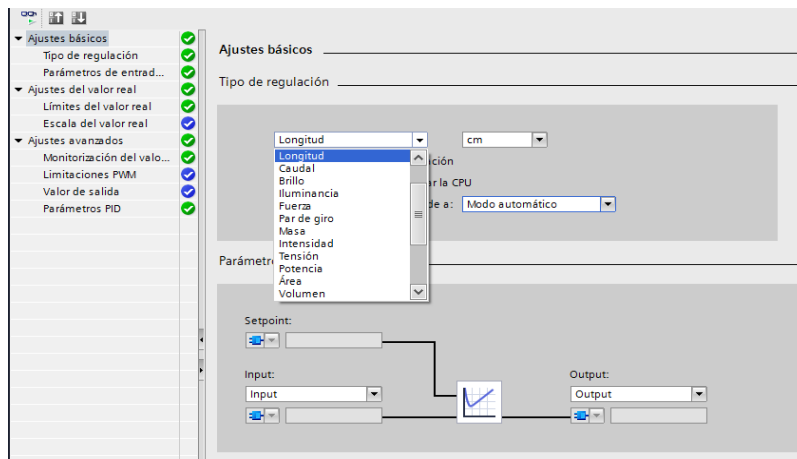 Ajustes básicos
Tipo de regulación
Parámetros de entrad...
Ajustes del valor real
Límites del valor real
Escala del valor real
Ajustes avanzados
Monitorización del valo...
Limitaciones PWM
Valor de salida
Parámetros PID
Ajustes básicos
Tipo de regulación
Longitud
cm
Longitud
Caudal
Brillo
Iluminancia
Fuerza
Par de giro
Masa
Intensidad
Tensión
Potencia
Área
Volumen
ición
ar la CPU
de a: Modo automático
Parámetr
Setpoint:
Input:
Input
Output:
Output